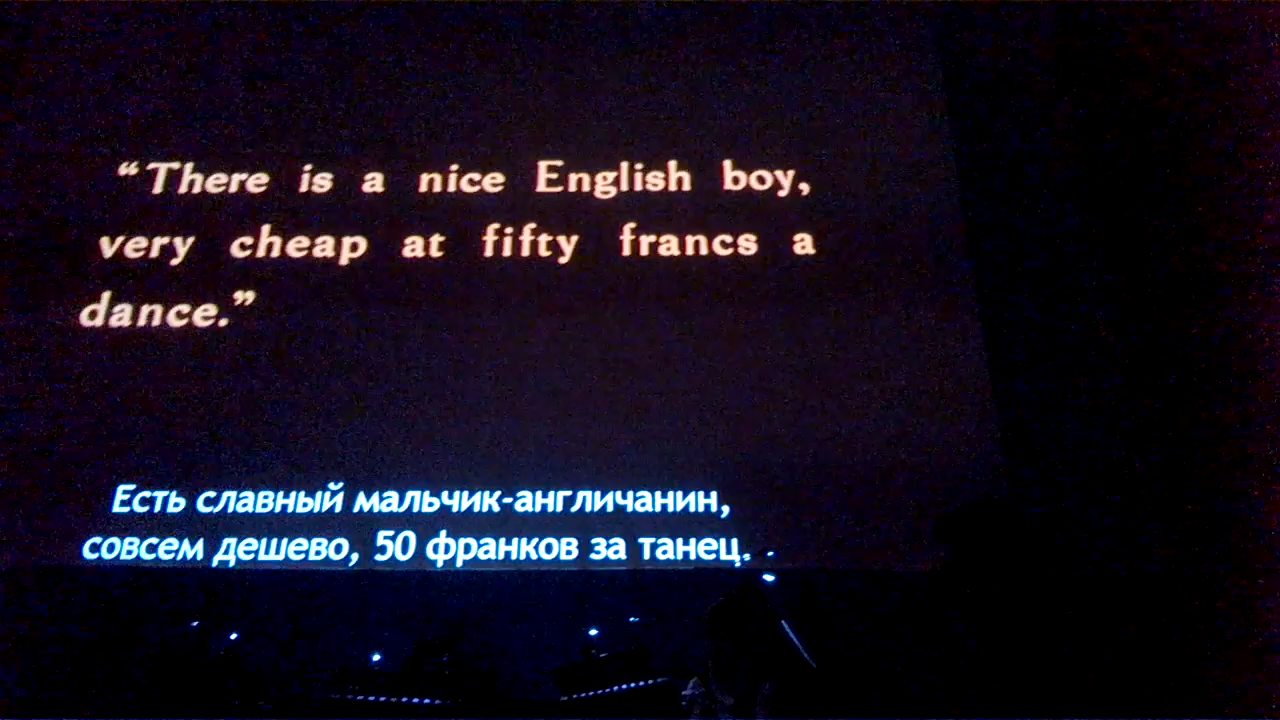 “There is a nice English boy,
very cheap at fifty francs a
dance.”
Есть славный мальчик-англичанин,
совсем дешево, 50 франков за танец.